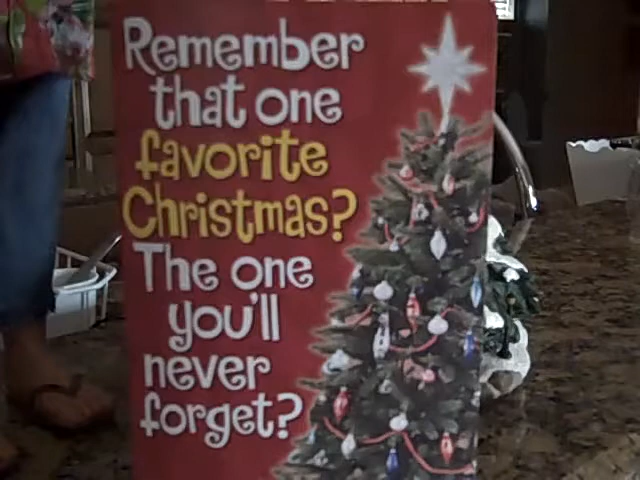 Remember
that one
favorite
Christmas?
The one
you'll
never
forget?